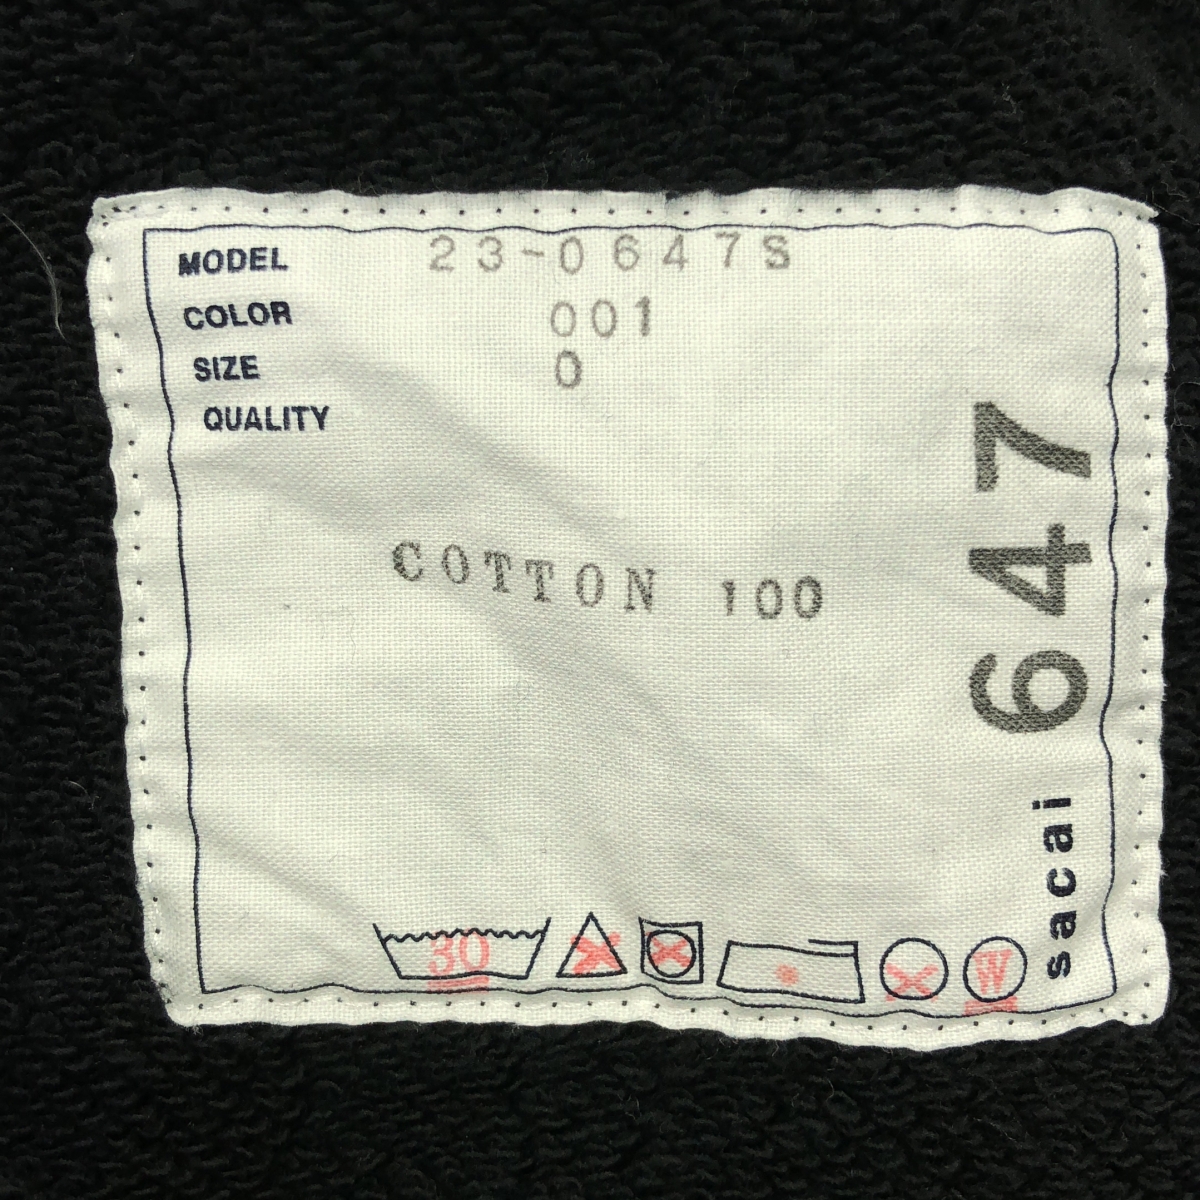 MODEL 23-0647S
COLOR 001
SIZE 0
QUALITY
COTTON 100
sacai 647
30
W